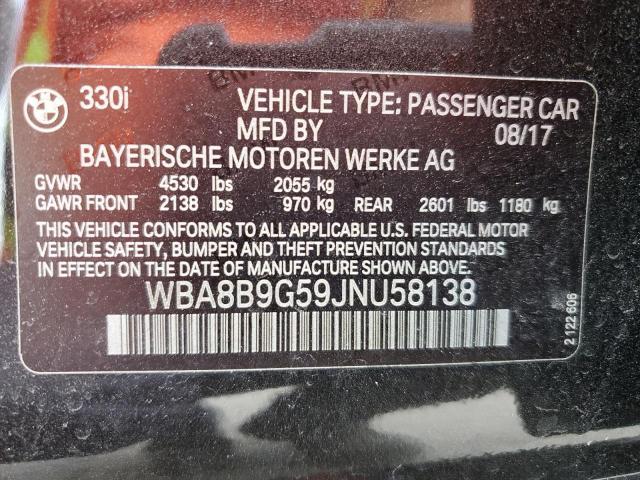 BMW 330i VEHICLE TYPE: PASSENGER CAR
MFD BY 08/17
BAYERISCHE MOTOREN WERKE AG
GVWR 4530 lbs 2055 kg
GAWR FRONT 2138 lbs 970 kg REAR 2601 lbs 1180 kg
THIS VEHICLE CONFORMS TO ALL APPLICABLE U.S. FEDERAL MOTOR
VEHICLE SAFETY, BUMPER AND THEFT PREVENTION STANDARDS
IN EFFECT ON THE DATE OF MANUFACTURE SHOWN ABOVE.
WBA8B9G59JNU58138
2 122 606